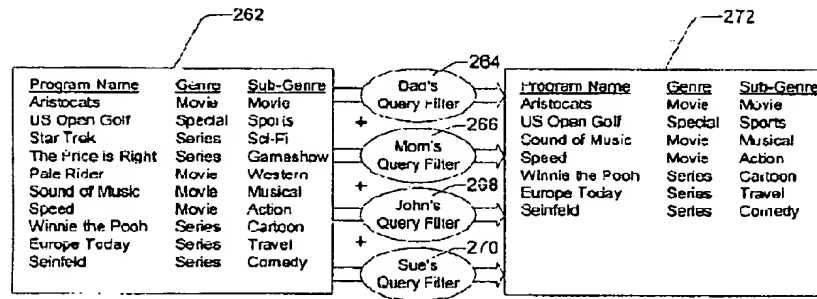 262
272
Program Name Genre Sub-Genre
Aristocats Movie Movie
US Open Golf Special Sports
Star Trek Series Sci-Fi
The Price is Right Series Gameshow
Pale Rider Movie Western
Sound of Music Movie Musical
Speed Movie Action
Winnie the Pooh Series Cartoon
Europe Today Series Travel
Seinfeld Series Comedy
264
Dad's
Query Filter
+
266
Mom's
Query Filter
+
268
John's
Query Filter
+
270
Sue's
Query Filter
Program Name Genre Sub-Genre
Aristocats Movie Movie
US Open Golf Special Sports
Sound of Music Movie Musical
Speed Movie Action
Winnie the Pooh Series Cartoon
Europe Today Series Travel
Seinfeld Series Comedy